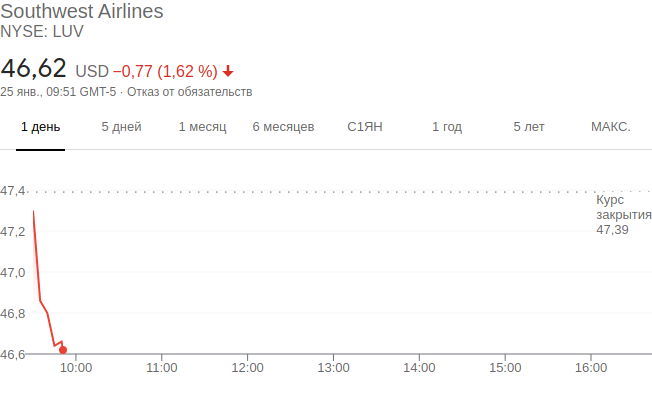 Southwest Airlines
NYSE: LUV
46,62 USD −0,77 (1,62 %)
25 янв., 09:51 GMT-5 · Отказ от обязательств
1 день 5 дней 1 месяц 6 месяцев С1ЯН 1 год 5 лет МАКС.
47,4
Курс
закрытия
47,39
47,2
47,0
46,8
46,6
10:00 11:00 12:00 13:00 14:00 15:00 16:00